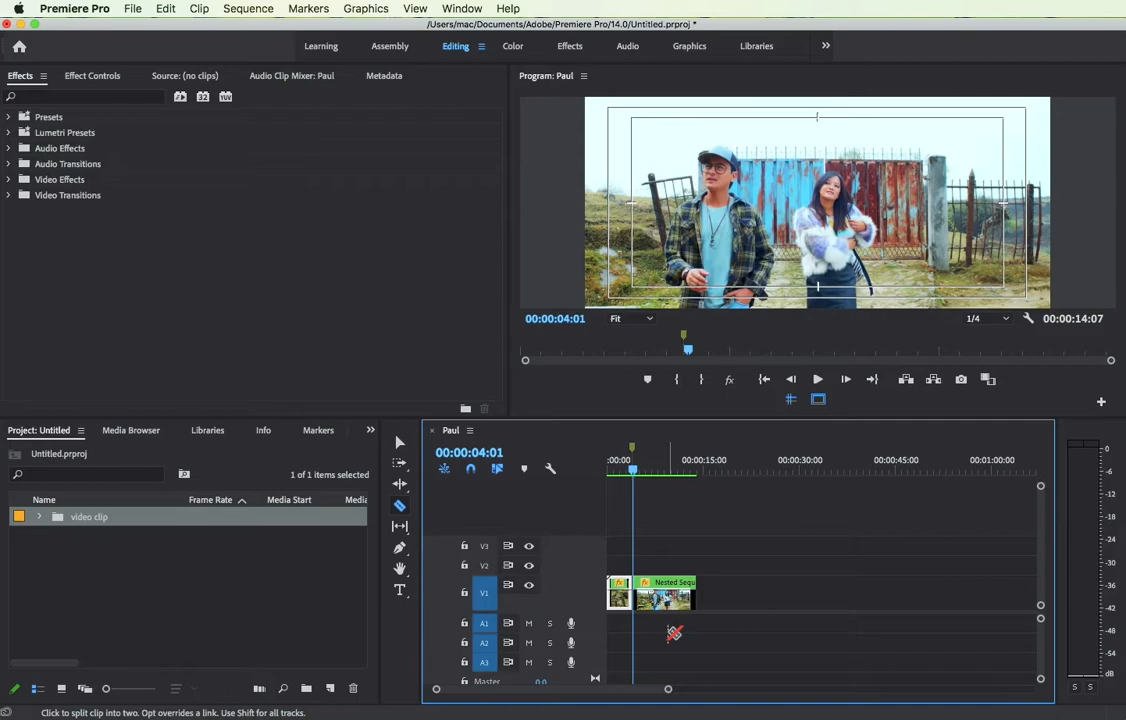 Premiere Pro File Edit Clip Sequence Markers Graphics View Window Help
/Users/mac/Documents/Adobe/Premiere Pro/14.0/Untitled.prproj *
Learning Assembly Editing Color Effects Audio Graphics Libraries
Effects Effect Controls Source: (no clips) Audio Clip Mixer: Paul Metadata
Program: Paul
32 YUV
Presets
Lumetri Presets
Audio Effects
Audio Transitions
Video Effects
Video Transitions
00:00:04:01 Fit 1/4 00:00:14:07
fx
Project: Untitled Media Browser Libraries Info Markers
Untitled.prproj
1 of 1 items selected
Name Frame Rate Media Start Media
video clip
Paul
00:00:04:01
:00:00 00:00:15:00 00:00:30:00 00:00:45:00 00:01:00:00
V3
V2
V1
fx fx Nested Sequ
A1 M S
A2 M S
A3 M S
Master 0.0
0
-6
-12
-18
-24
-30
-36
-42
-48
-54
dB
S S
Click to split clip into two. Opt overrides a link. Use Shift for all tracks.